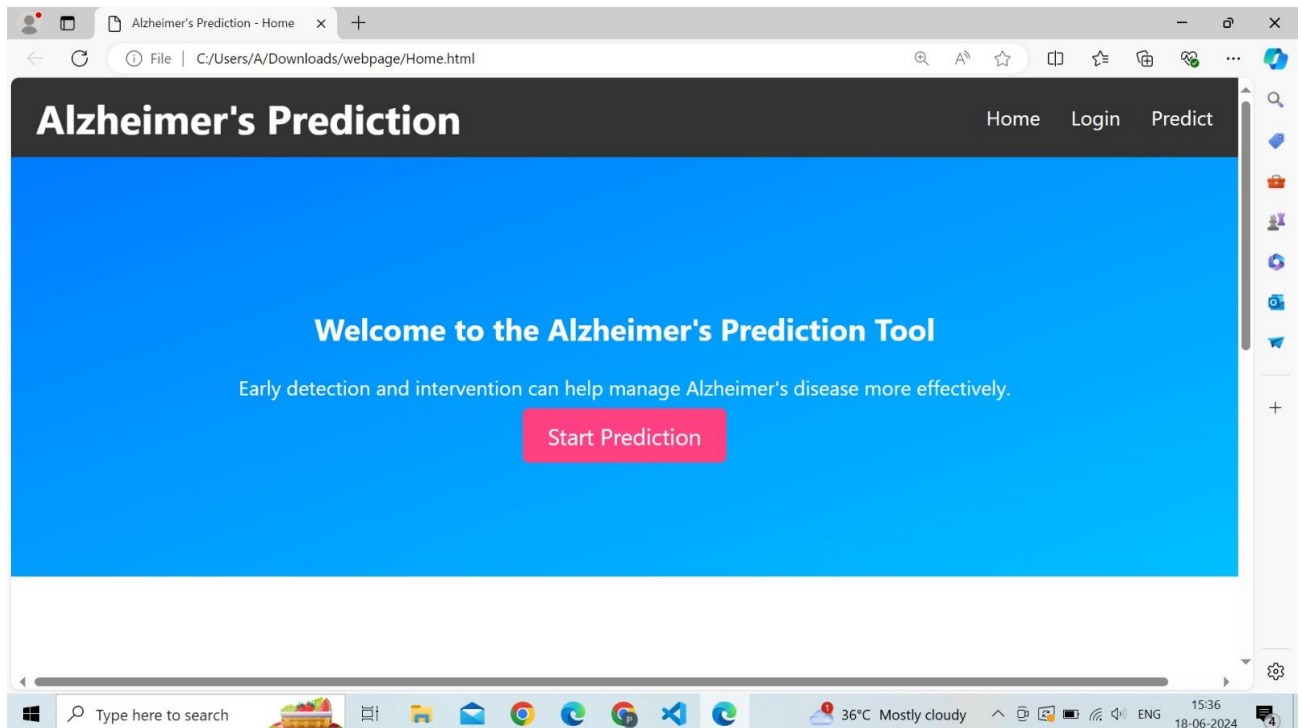 Alzheimer's Prediction - Home
File | C:/Users/A/Downloads/webpage/Home.html
Alzheimer's Prediction
Home Login Predict
Welcome to the Alzheimer's Prediction Tool
Early detection and intervention can help manage Alzheimer's disease more effectively.
Start Prediction
Type here to search
36°C Mostly cloudy
ENG
15:36
18-06-2024
4